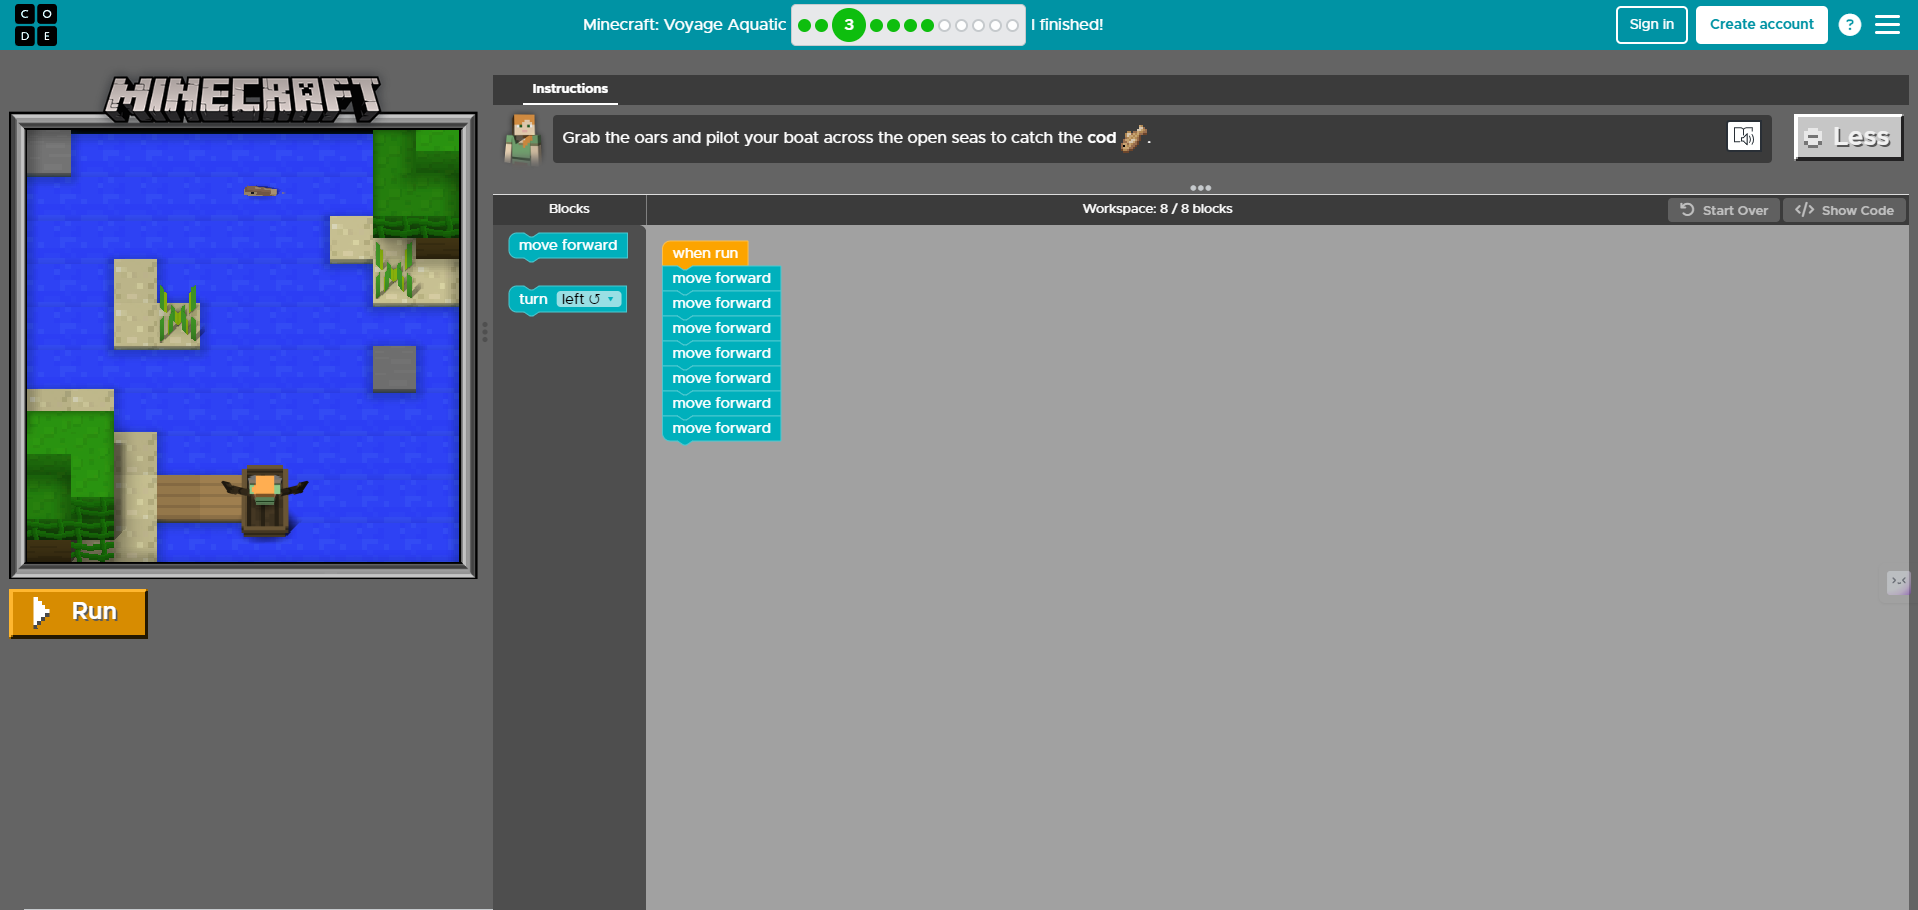 CODE
Minecraft: Voyage Aquatic
3
I finished!
Sign in
Create account
?
MINECRAFT
Instructions
Grab the oars and pilot your boat across the open seas to catch the cod .
Less
Blocks
Workspace: 8 / 8 blocks
Start Over
</> Show Code
move forward
turn left ↺
when run
move forward
move forward
move forward
move forward
move forward
move forward
move forward
Run